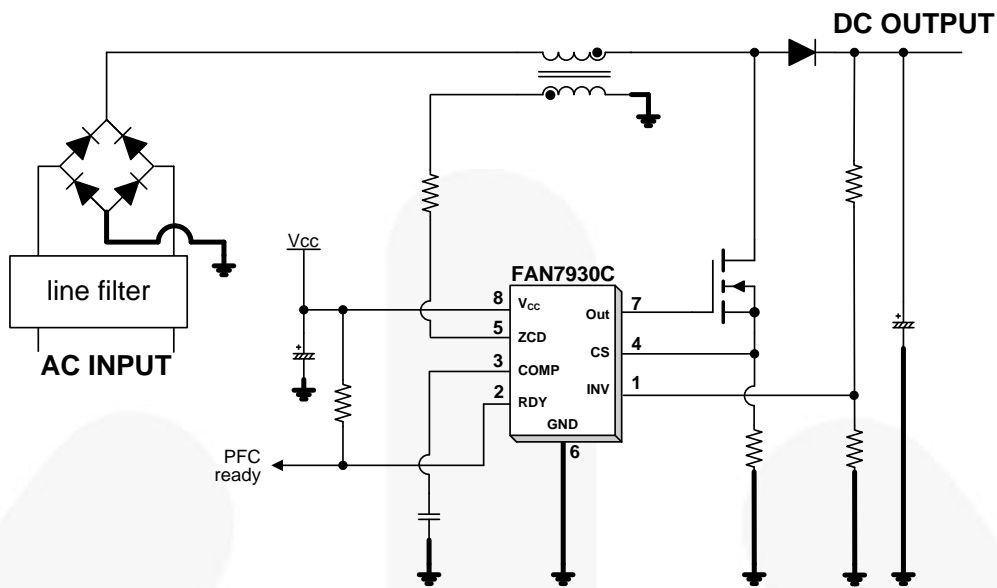 DC OUTPUT
Vcc
line filter
AC INPUT
FAN7930C
8
VCC
5
ZCD
3
COMP
2
RDY
Out
7
CS
4
INV
1
GND
6
PFC
ready
+
+